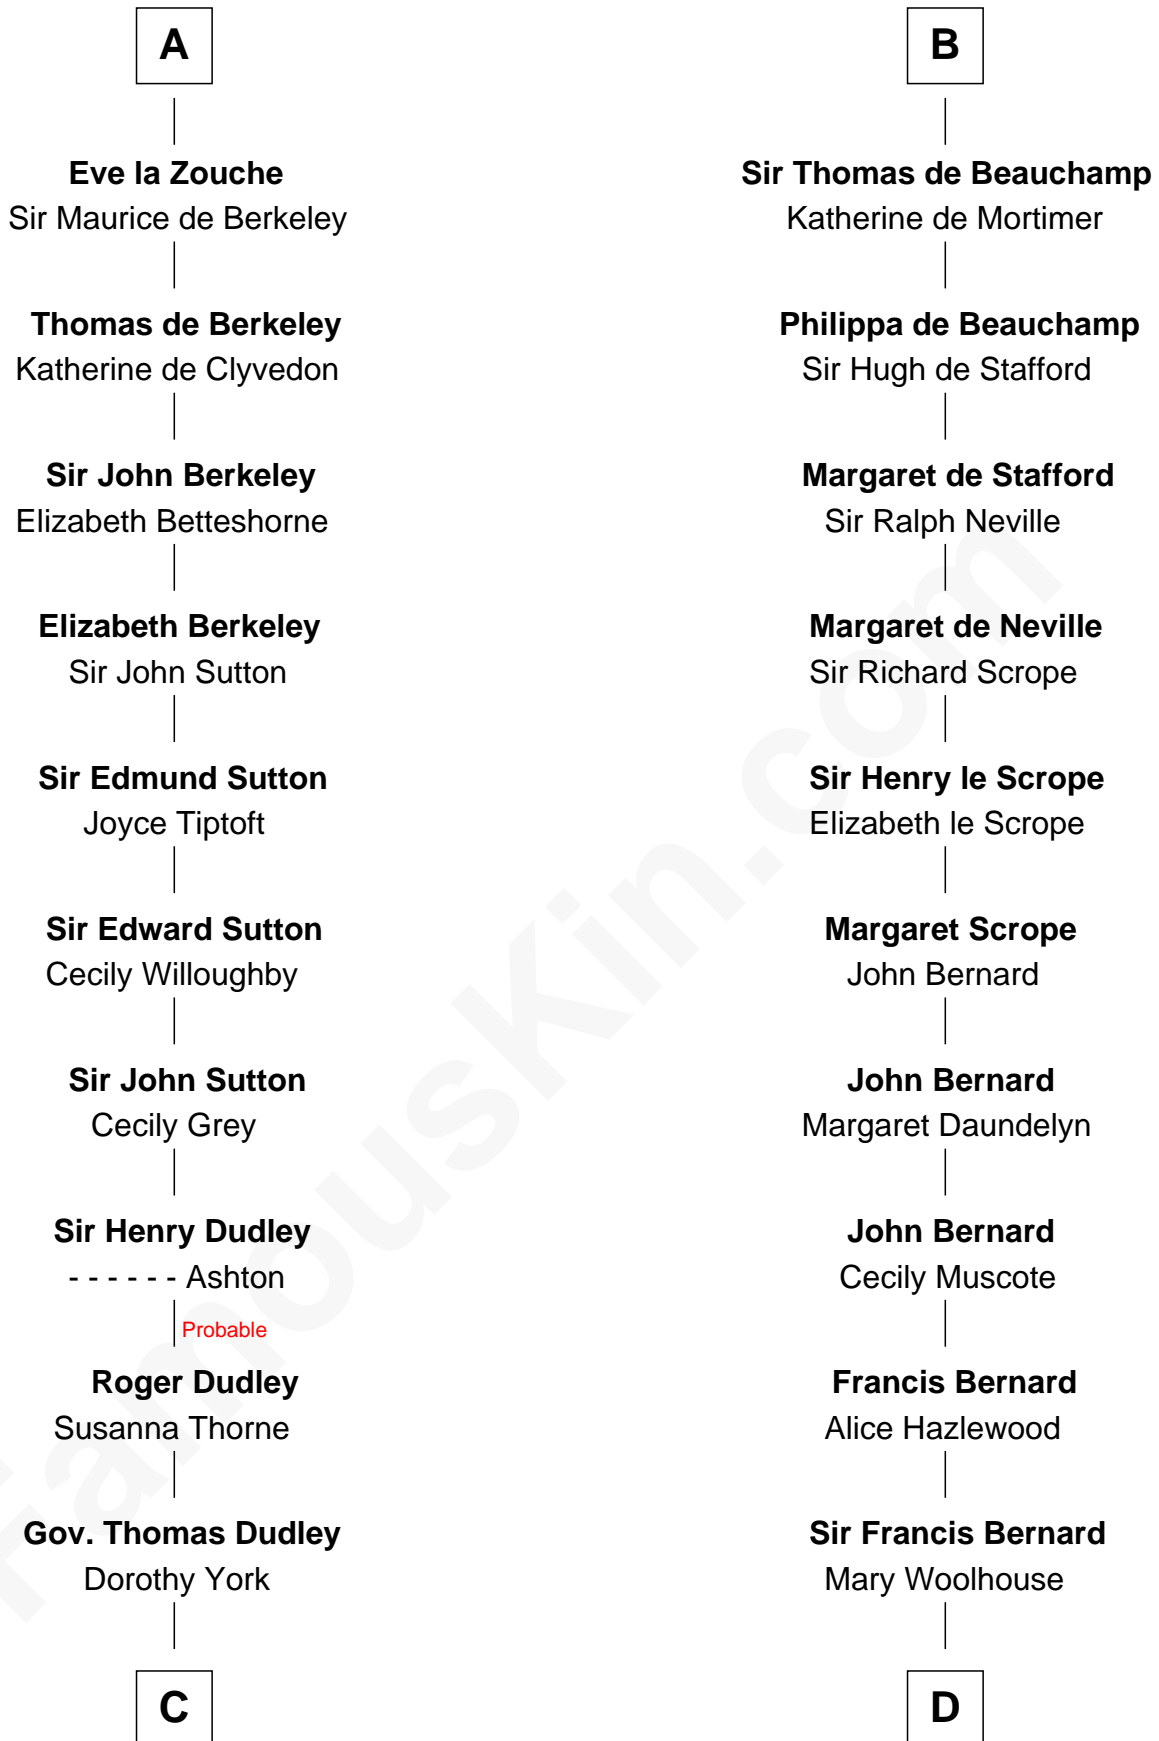 A
Eve la Zouche
Sir Maurice de Berkeley
Thomas de Berkeley
Katherine de Clyvedon
Sir John Berkeley
Elizabeth Betteshorne
Elizabeth Berkeley
Sir John Sutton
Sir Edmund Sutton
Joyce Tiptoft
Sir Edward Sutton
Cecily Willoughby
Sir John Sutton
Cecily Grey
Sir Henry Dudley
- - - - - - Ashton
Probable
Roger Dudley
Susanna Thorne
Gov. Thomas Dudley
Dorothy York
C
B
Sir Thomas de Beauchamp
Katherine de Mortimer
Philippa de Beauchamp
Sir Hugh de Stafford
Margaret de Stafford
Sir Ralph Neville
Margaret de Neville
Sir Richard Scrope
Sir Henry le Scrope
Elizabeth le Scrope
Margaret Scrope
John Bernard
John Bernard
Margaret Daundelyn
John Bernard
Cecily Muscote
Francis Bernard
Alice Hazlewood
Sir Francis Bernard
Mary Woolhouse
D
FamousKin.com